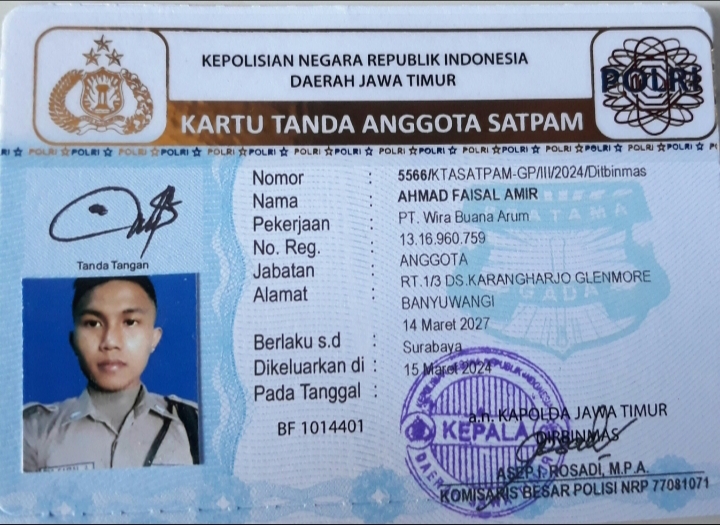 KEPOLISIAN NEGARA REPUBLIK INDONESIA
DAERAH JAWA TIMUR
POLRI
KARTU TANDA ANGGOTA SATPAM
RI ☆ POLRI ☆ POLRI ☆ POLRI ☆ POLRI ☆ POLRI ☆ POLRI ☆ POLRI ☆ POLRI ☆ POLRI ☆ POLRI ☆ POLRI ☆ POLRI ☆ POLRI
Nomor : 5566/KTASATPAM-GP/III/2024/Ditbinmas
Nama : AHMAD FAISAL AMIR
Pekerjaan : PT. Wira Buana Arum
No. Reg. : 13.16.960.759
Jabatan : ANGGOTA
Alamat : RT.1/3 DS.KARANGHARJO GLENMORE
BANYUWANGI
Berlaku s.d : 14 Maret 2027
Dikeluarkan di : Surabaya
Pada Tanggal : 15 Maret 2024
BF 1014401
Tanda Tangan
a.n. KAPOLDA JAWA TIMUR
DIRBINMAS
KEPALA
ASEP I. ROSADI, M.P.A.
KOMISARIS BESAR POLISI NRP 77081071